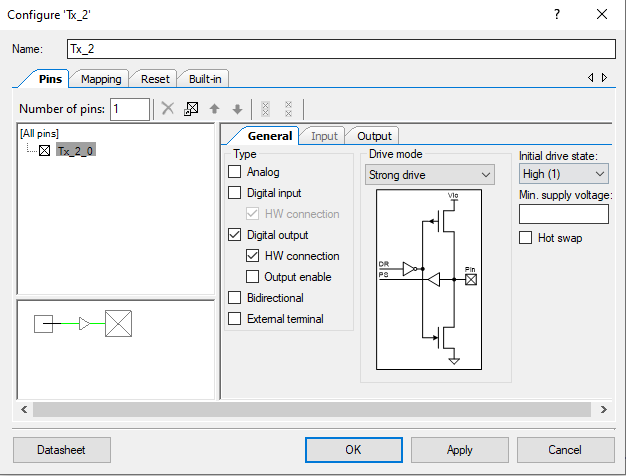 Configure 'Tx_2'
?
Name: Tx_2
Pins Mapping Reset Built-in
Number of pins: 1
[All pins]
Tx_2_0
General Input Output
Type
Analog
Digital input
HW connection
Digital output
HW connection
Output enable
Bidirectional
External terminal
Drive mode
Strong drive
Vio
DR
PS
Pin
Initial drive state:
High (1)
Min. supply voltage:
Hot swap
Datasheet OK Apply Cancel